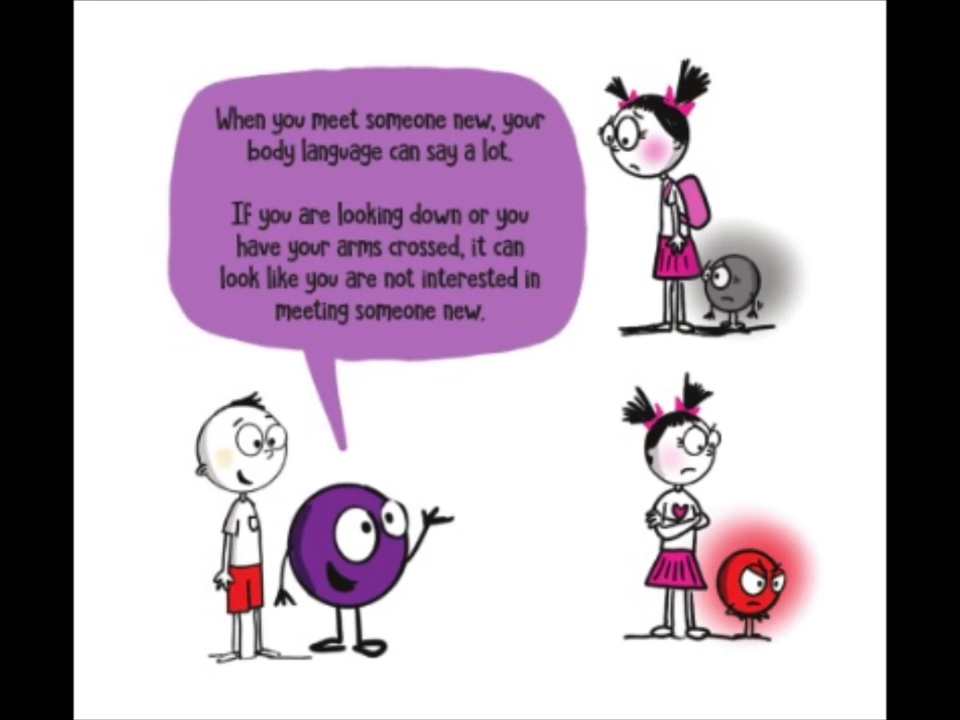 When you meet someone new, your
body language can say a lot.
If you are looking down or you
have your arms crossed, it can
look like you are not interested in
meeting someone new.